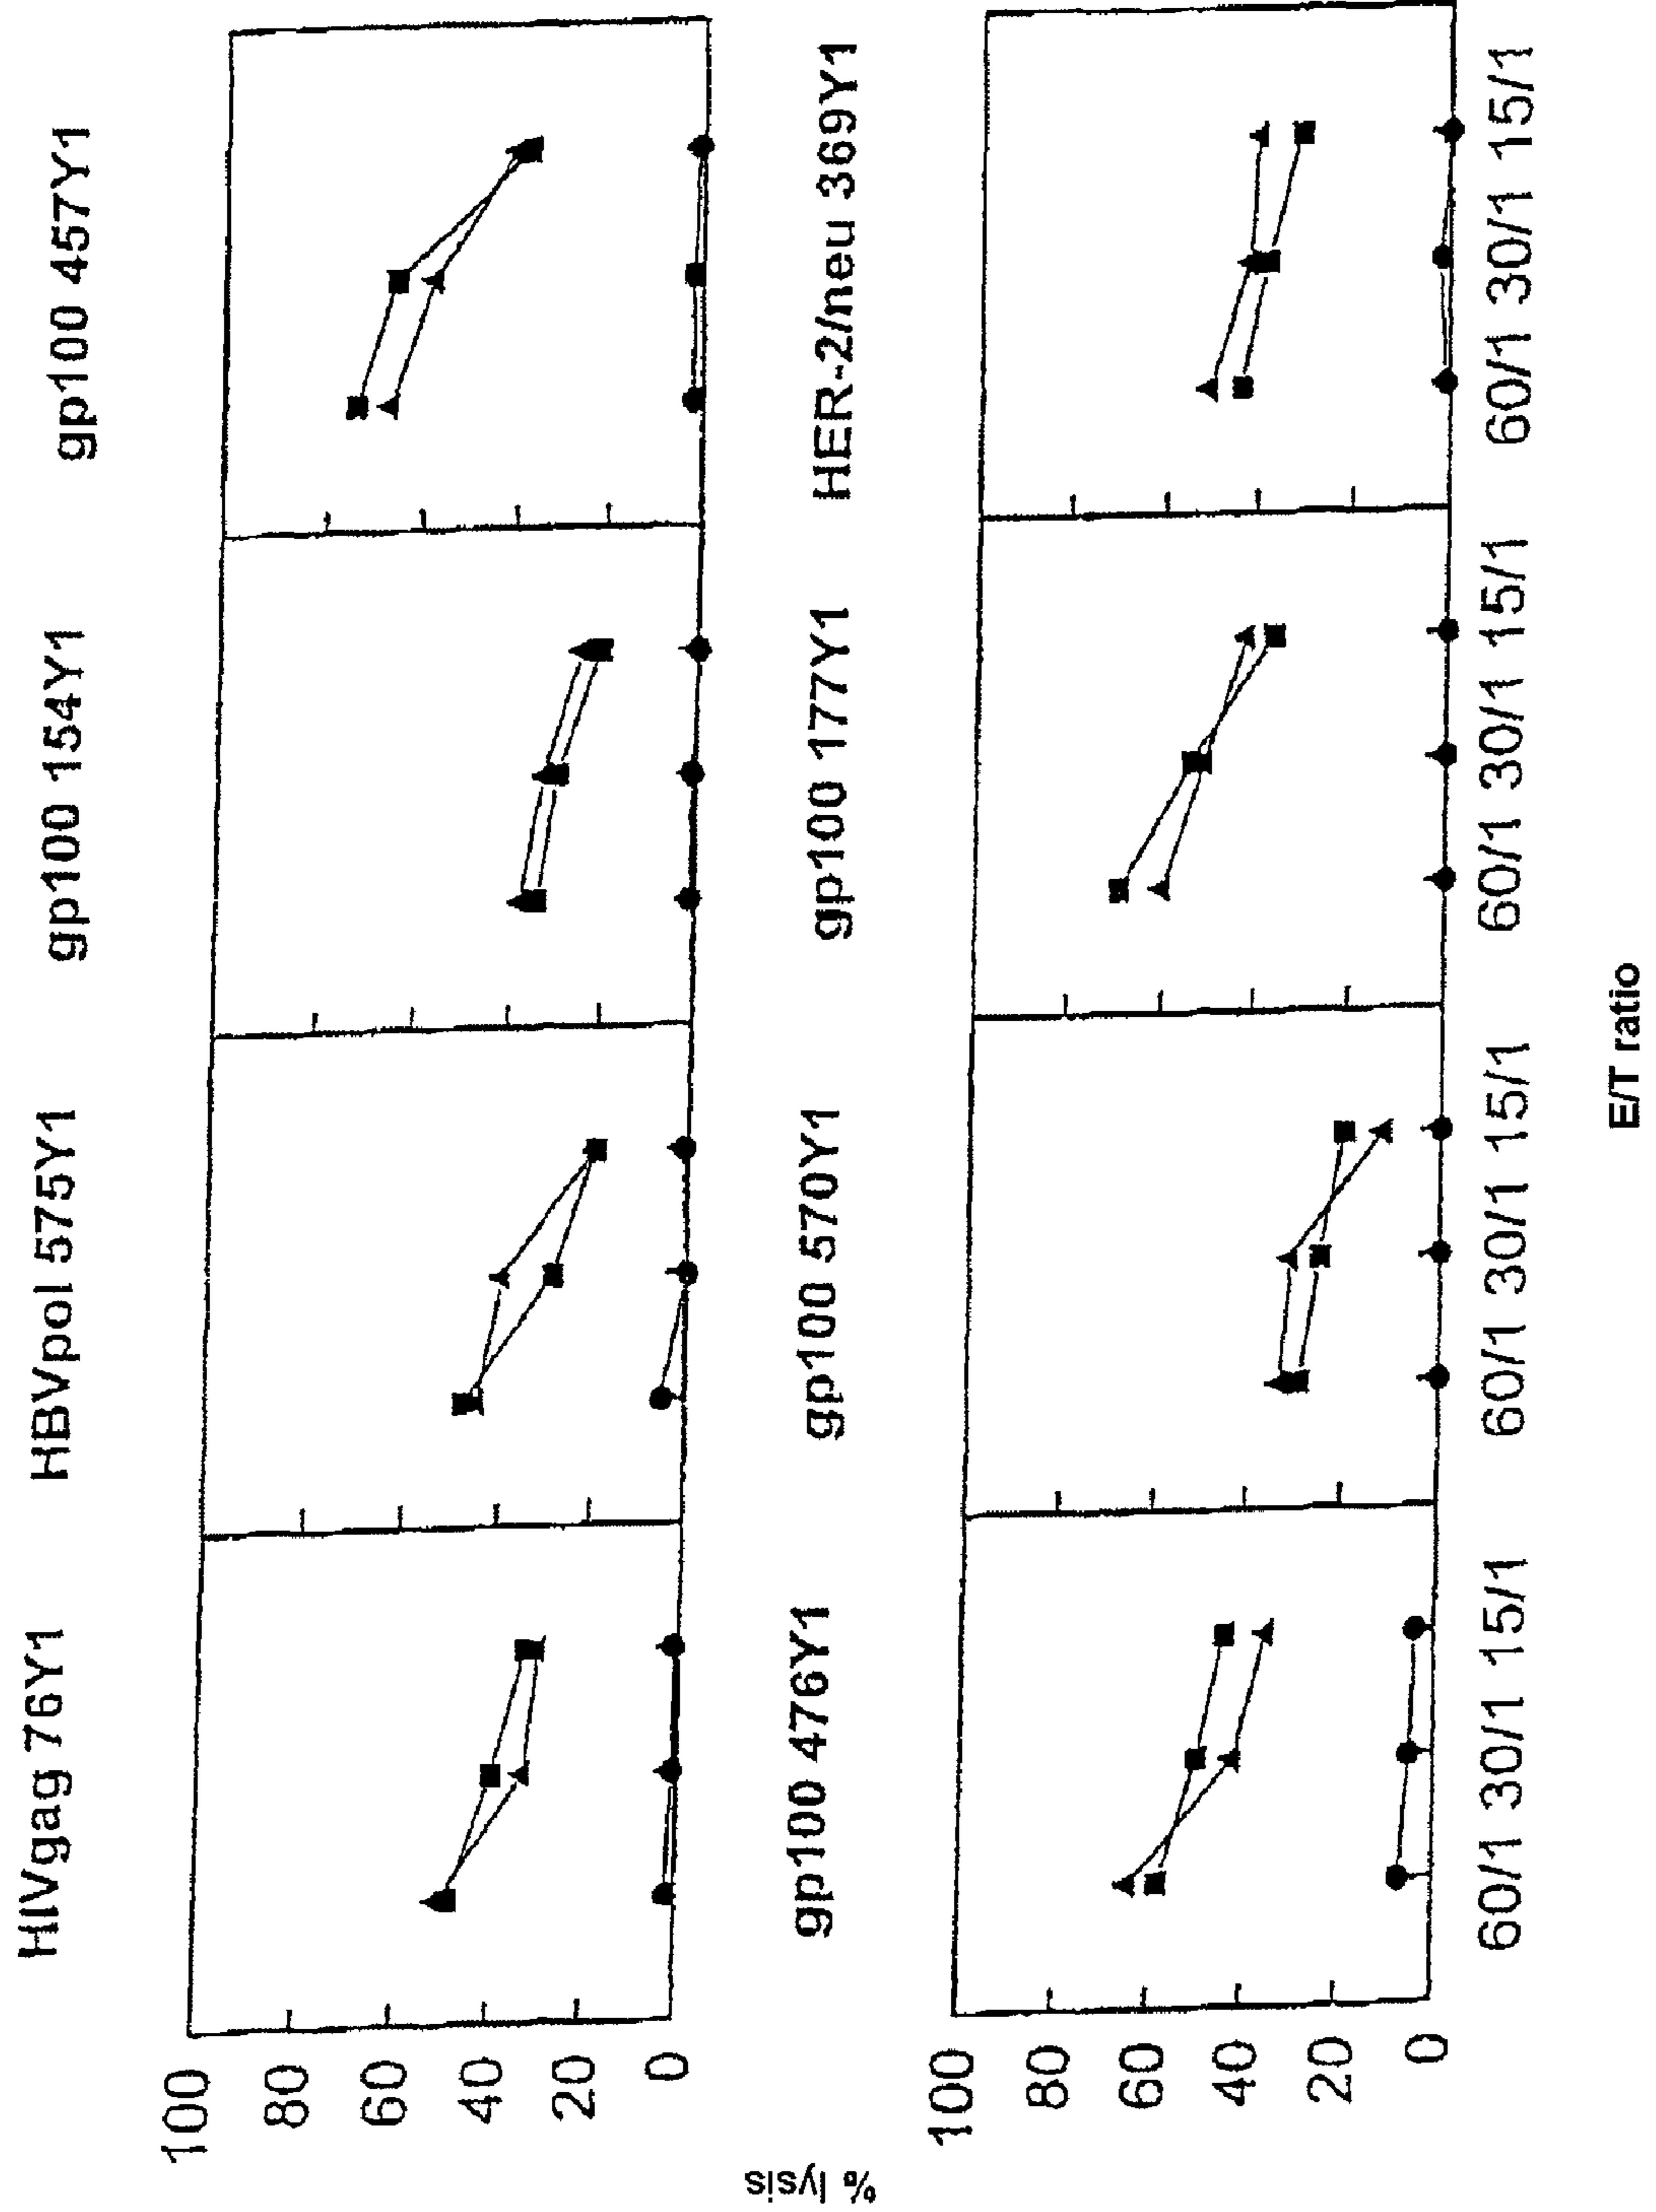 HIVgag 76Y1
HBVpol 575Y1
gp100 154Y1
gp100 457Y1
100
80
60
40
20
0
% lysis
gp100 476Y1
gp100 570Y1
gp100 177Y1
HER-2/neu 369Y1
100
80
60
40
20
0
60/1 30/1 15/1
60/1 30/1 15/1
60/1 30/1 15/1
60/1 30/1 15/1
E/T ratio